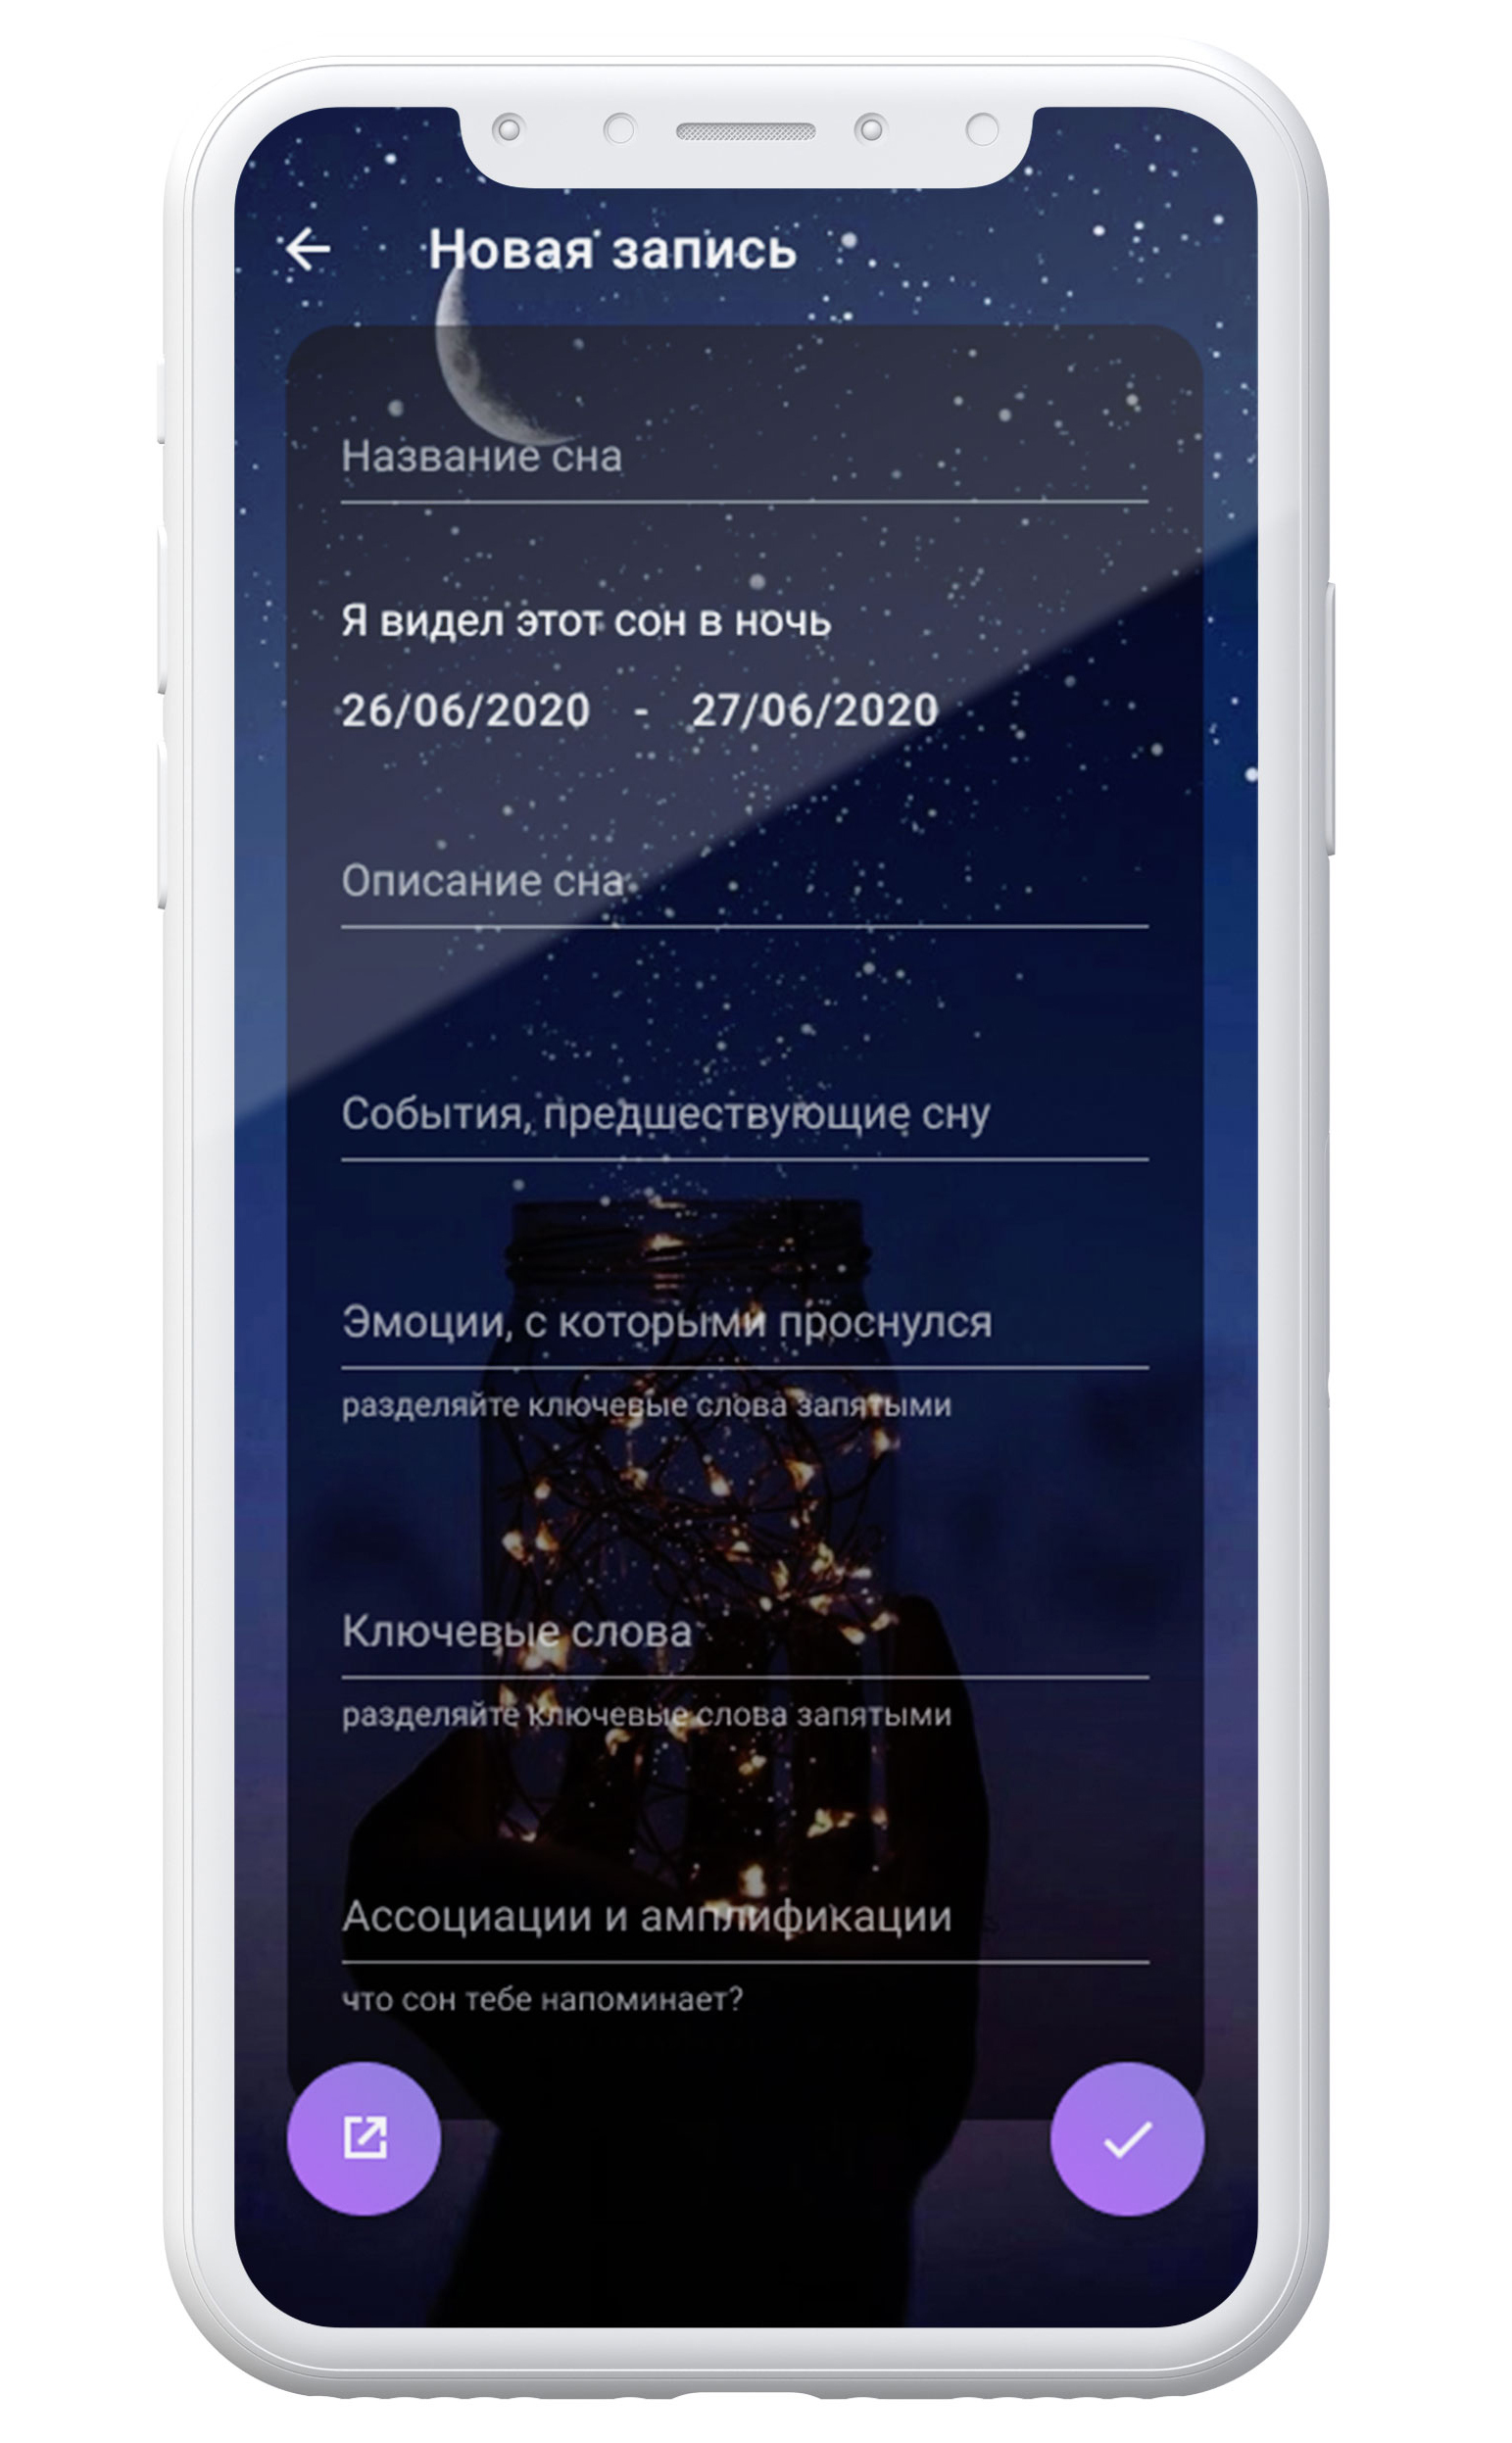 Новая запись
Название сна
Я видел этот сон в ночь
26/06/2020 - 27/06/2020
Описание сна
События, предшествующие сну
Эмоции, с которыми проснулся
разделяйте ключевые слова запятыми
Ключевые слова
разделяйте ключевые слова запятыми
Ассоциации и амплификации
что сон тебе напоминает?